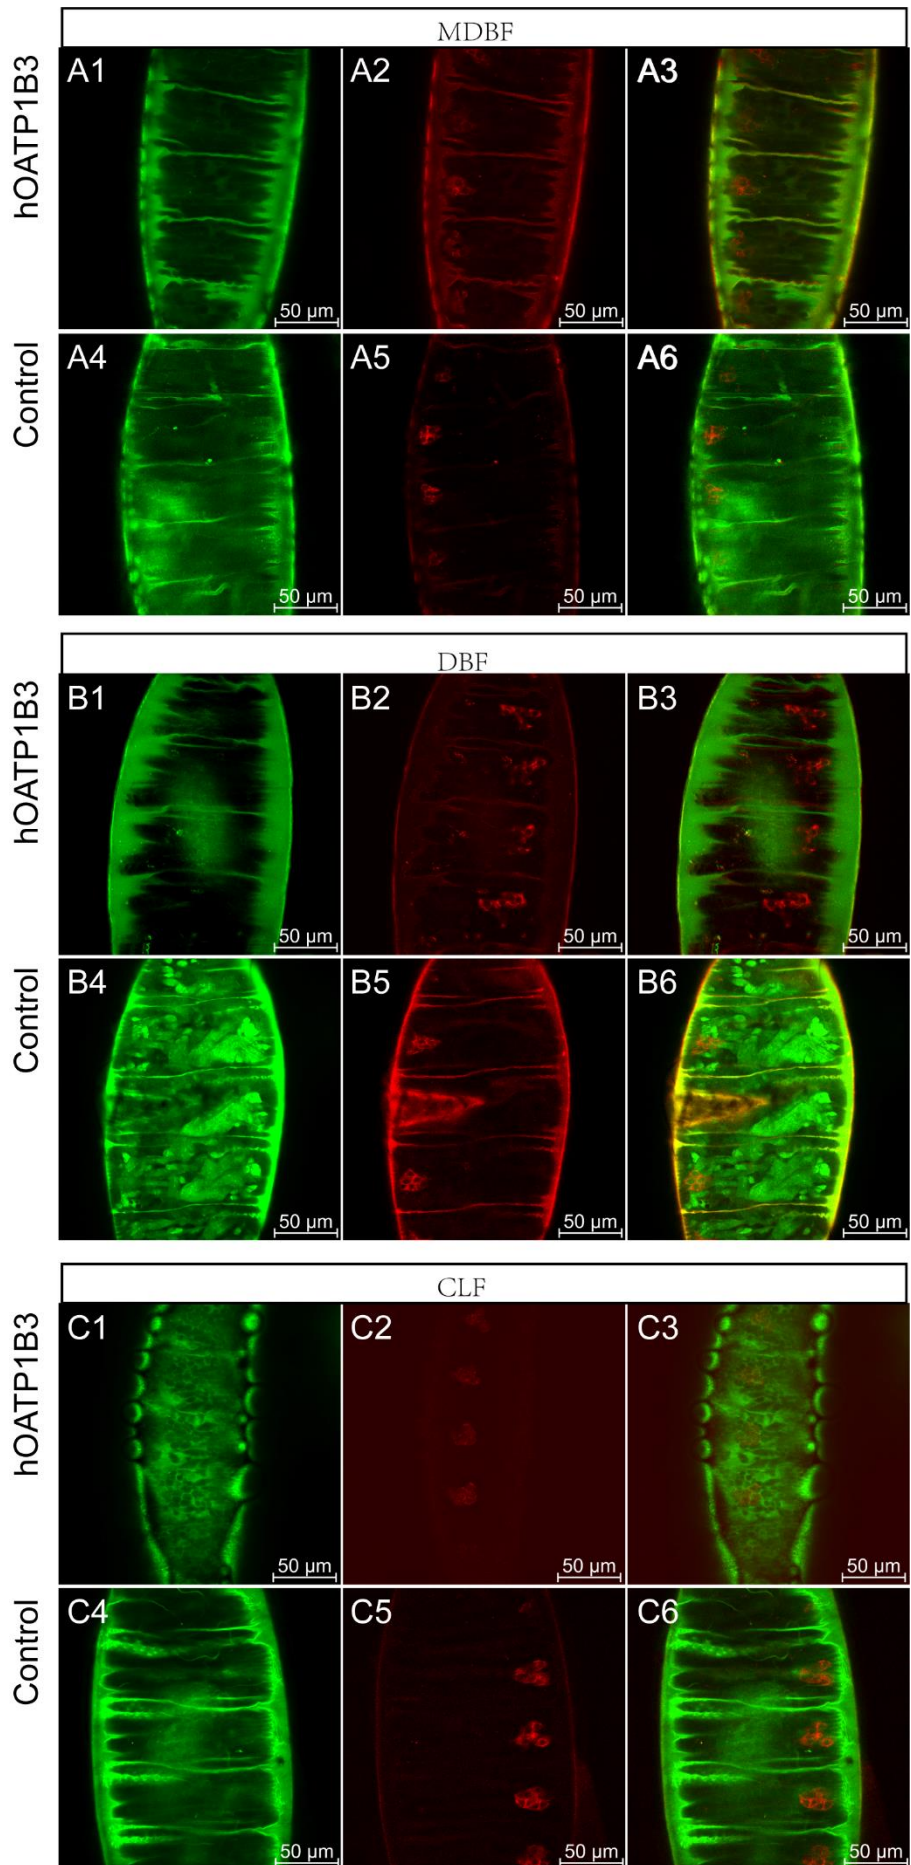 MDBF
hOATP1B3
A1 A2 A3
50 µm 50 µm 50 µm
Control
A4 A5 A6
50 µm 50 µm 50 µm
DBF
hOATP1B3
B1 B2 B3
50 µm 50 µm 50 µm
Control
B4 B5 B6
50 µm 50 µm 50 µm
CLF
hOATP1B3
C1 C2 C3
50 µm 50 µm 50 µm
Control
C4 C5 C6
50 µm 50 µm 50 µm